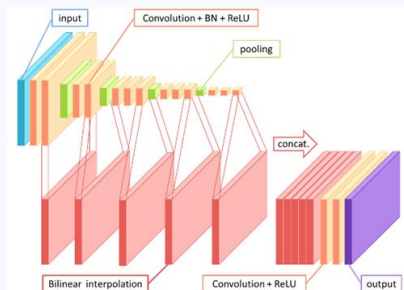 input
Convolution + BN + ReLU
pooling
concat.
Bilinear interpolation
Convolution + ReLU
output